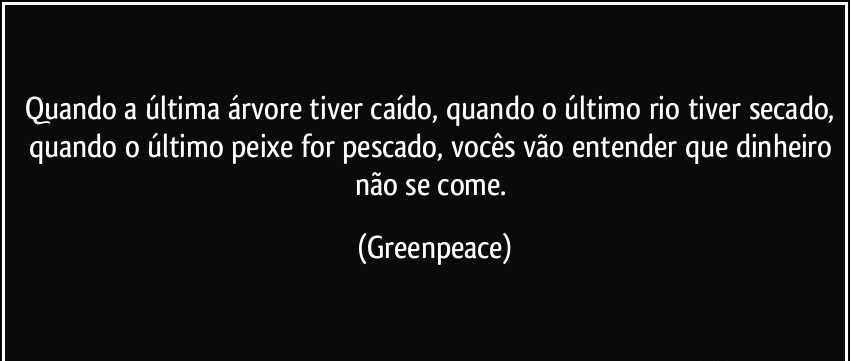 Quando a última árvore tiver caído, quando o último rio tiver secado,
quando o último peixe for pescado, vocês vão entender que dinheiro
não se come.
(Greenpeace)